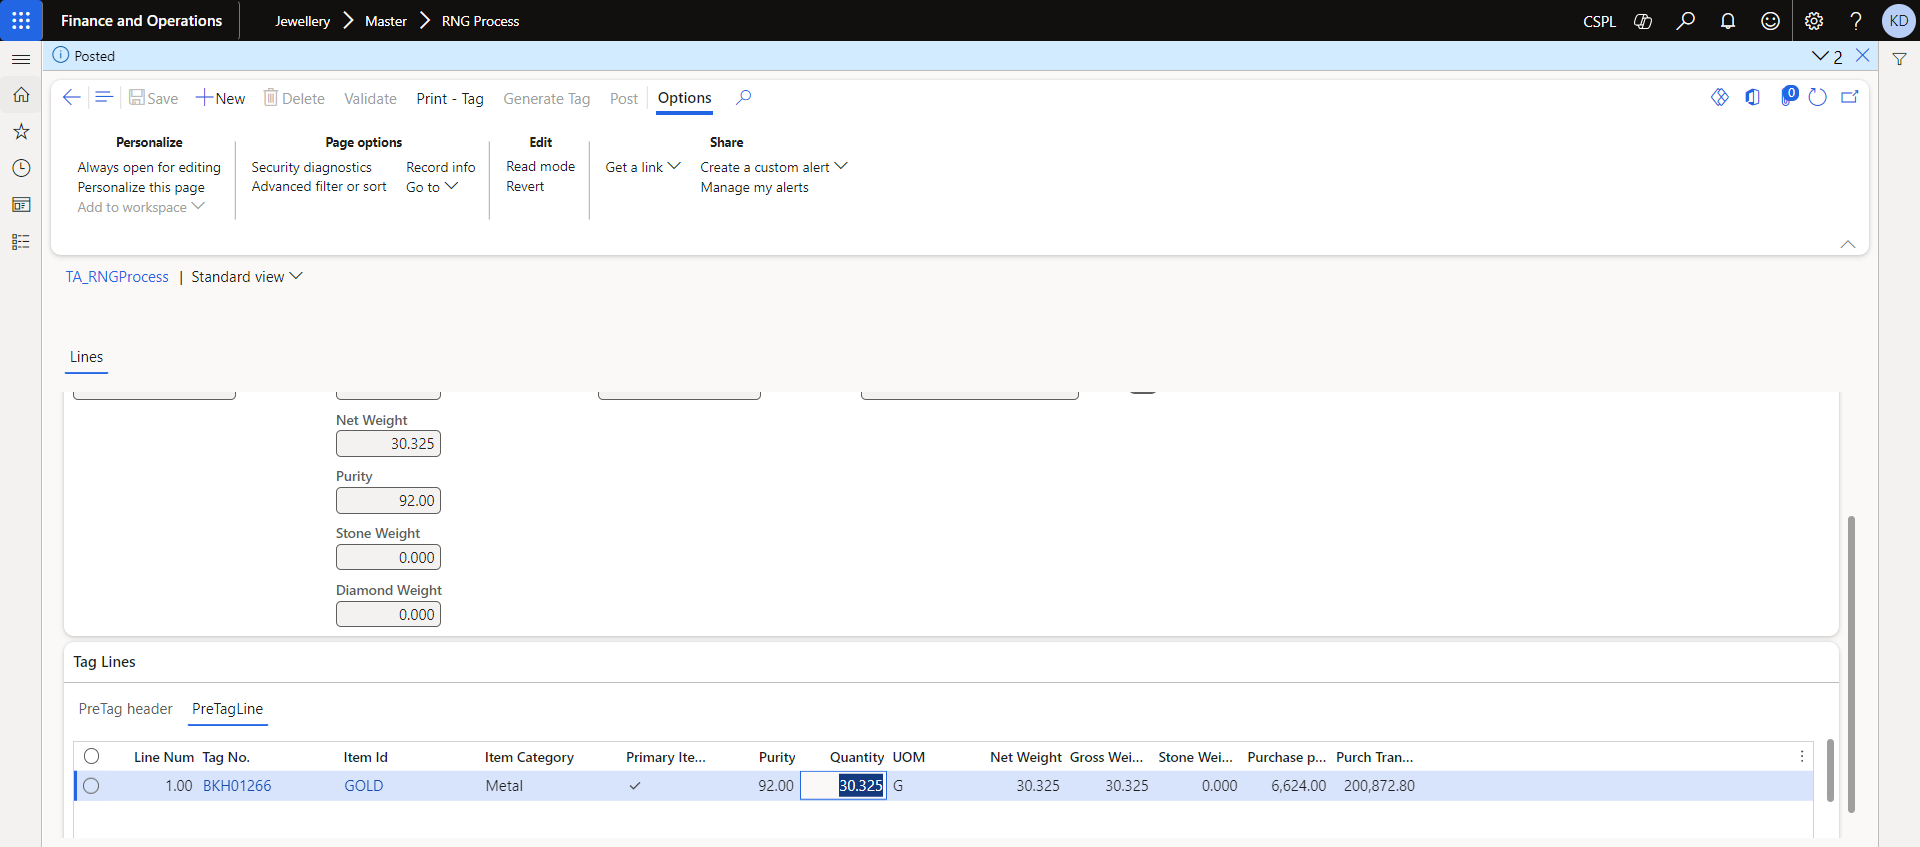 Finance and Operations Jewellery Master RNG Process CSPL KD
Posted 2
Save New Delete Validate Print - Tag Generate Tag Post Options 0
Personalize Page options Edit Share
Always open for editing Security diagnostics Record info Read mode Get a link Create a custom alert
Personalize this page Advanced filter or sort Go to Revert Manage my alerts
Add to workspace
TA_RNGProcess | Standard view
Lines
Net Weight
30.325
Purity
92.00
Stone Weight
0.000
Diamond Weight
0.000
Tag Lines
PreTag header PreTagLine
Line Num Tag No. Item Id Item Category Primary Ite... Purity Quantity UOM Net Weight Gross Wei... Stone Wei... Purchase p... Purch Tran...
1.00 BKH01266 GOLD Metal 92.00 30.325 G 30.325 30.325 0.000 6,624.00 200,872.80